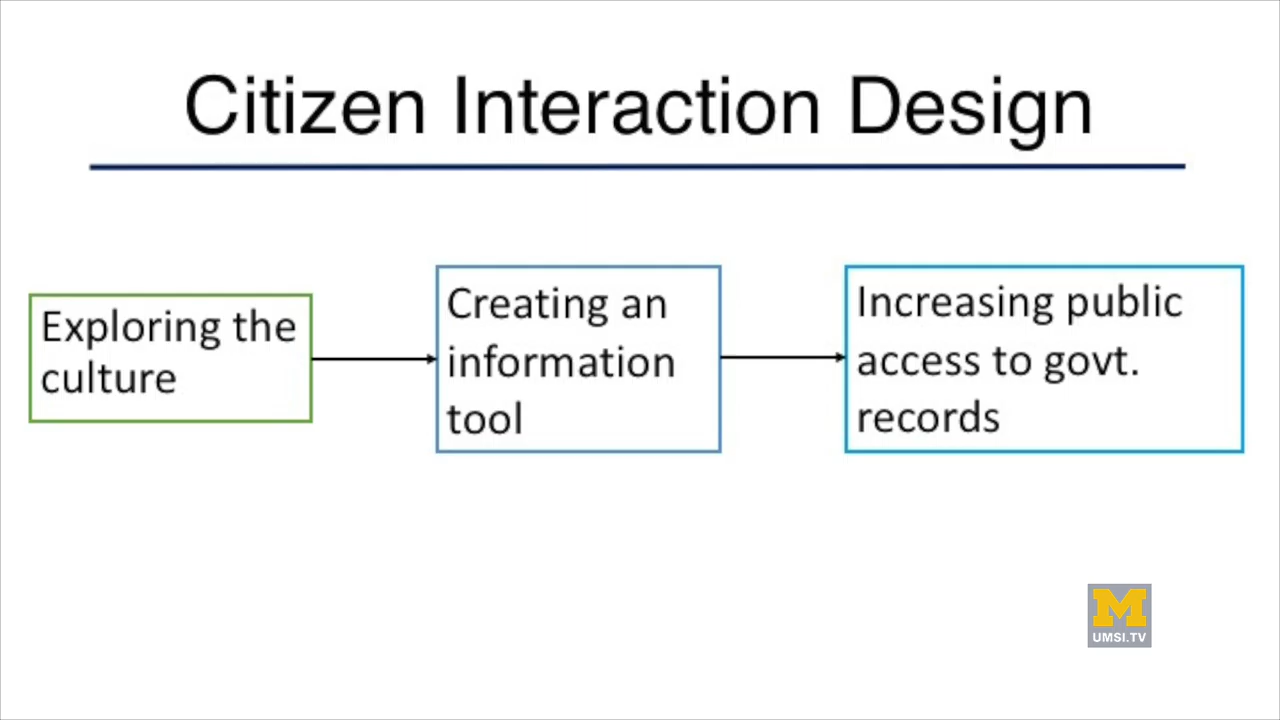 Citizen Interaction Design
Exploring the
culture
Creating an
information
tool
Increasing public
access to govt.
records
M
UMSI.TV